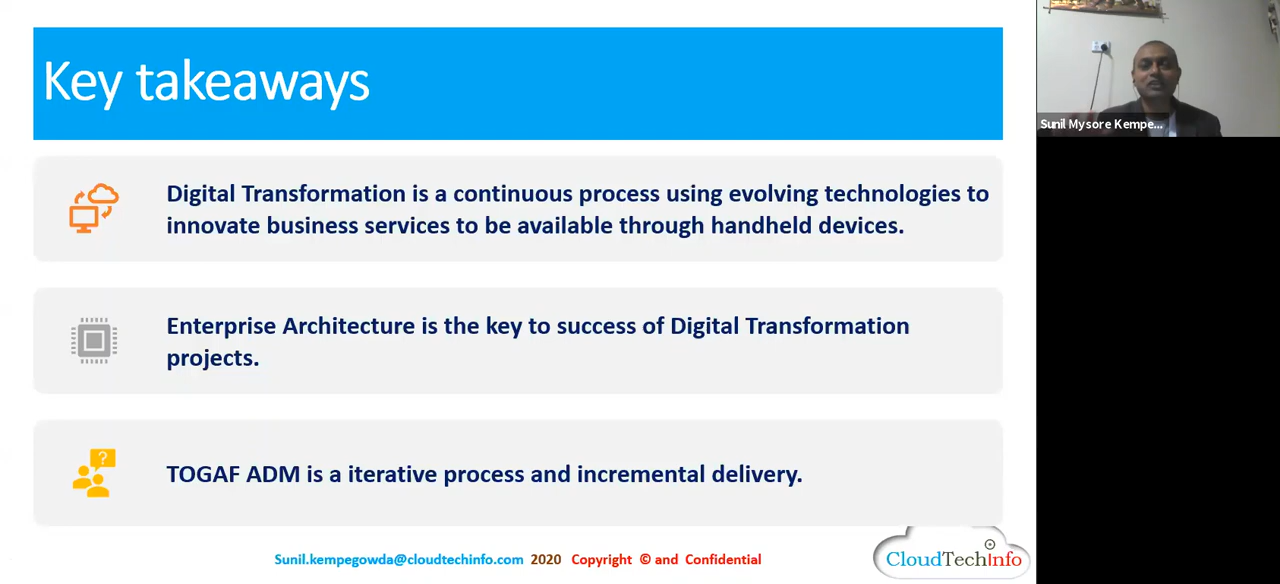 Key takeaways
Sunil Mysore Kempe...
Digital Transformation is a continuous process using evolving technologies to
innovate business services to be available through handheld devices.
Enterprise Architecture is the key to success of Digital Transformation
projects.
?
TOGAF ADM is a iterative process and incremental delivery.
Sunil.kempegowda@cloudtechinfo.com 2020 Copyright © and Confidential
CloudTechInfo